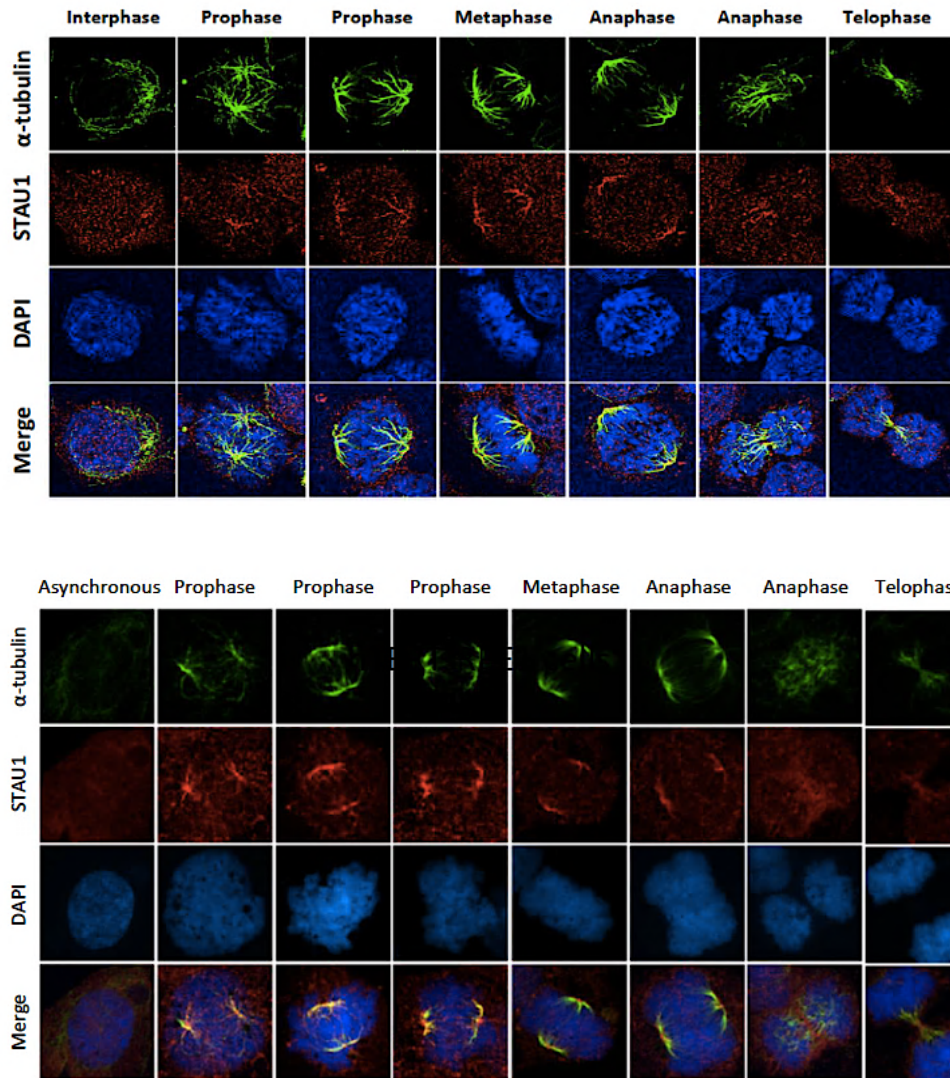 Interphase Prophase Prophase Metaphase Anaphase Anaphase Telophase
α-tubulin
STAU1
DAPI
Merge
Asynchronous Prophase Prophase Prophase Metaphase Anaphase Anaphase Telophas
α-tubulin
STAU1
DAPI
Merge